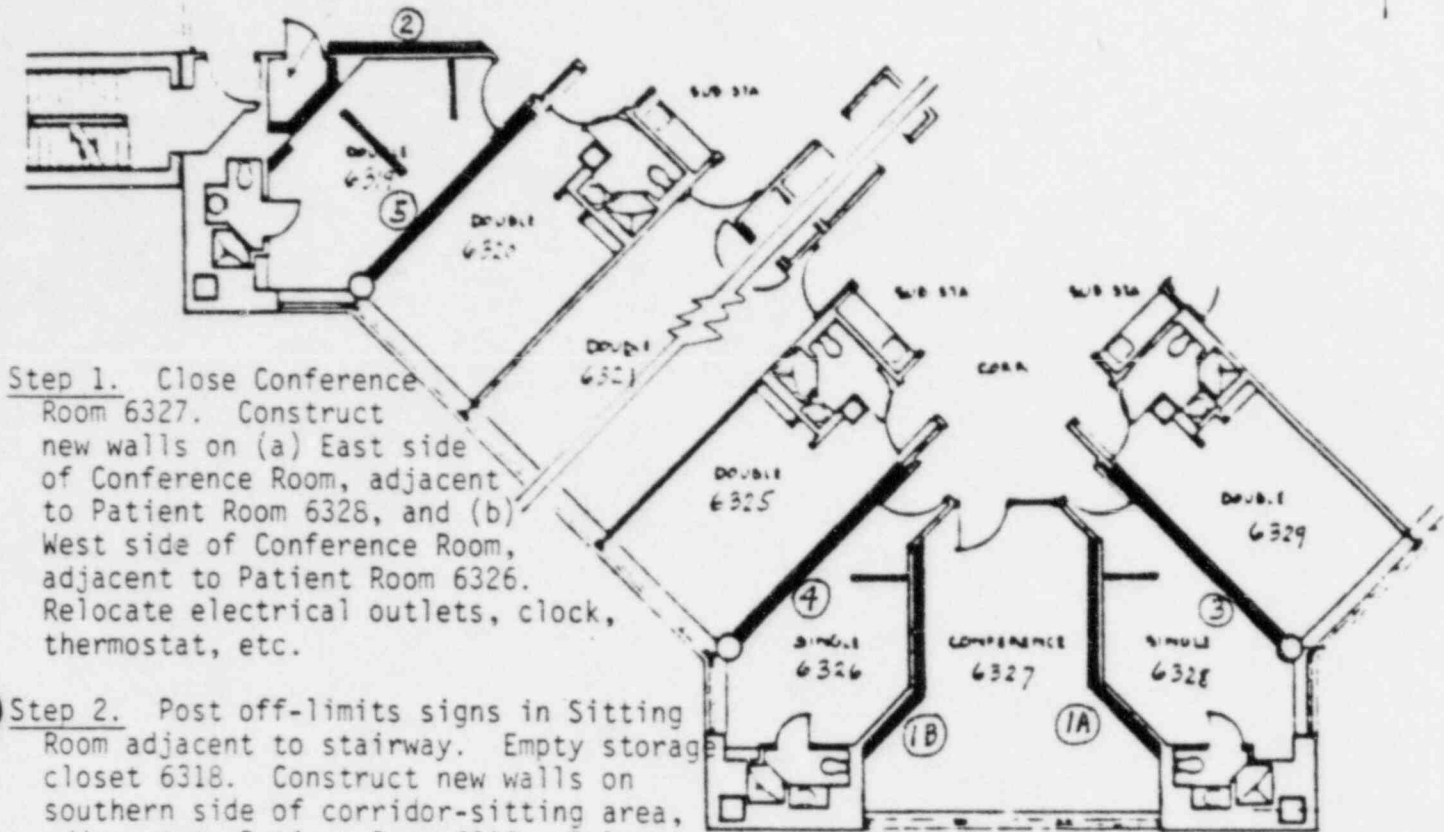 ②
SUB STA
DOUBLE
6319
⑤
DOUBLE
6320
DOUBLE
6321
SUB STA
SUB STA
CORR
Step 1. Close Conference
Room 6327. Construct
new walls on (a) East side
of Conference Room, adjacent
to Patient Room 6328, and (b)
West side of Conference Room,
adjacent to Patient Room 6326.
Relocate electrical outlets, clock,
thermostat, etc.
DOUBLE
6325
DOUBLE
6329
④
③
SINGLE
6326
CONFERENCE
6327
SINGLE
6328
1B
1A
Step 2. Post off-limits signs in Sitting
Room adjacent to stairway. Empty storage
closet 6318. Construct new walls on
southern side of corridor-sitting area,